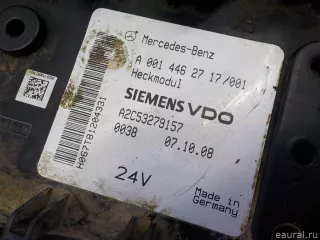 Mercedes-Benz
A 001 446 27 17/001
Heckmodul
SIEMENS VDO
A2C53279157
0038 07.10.08
24V
Made in
Germany
H067T81204331
eaural.ru